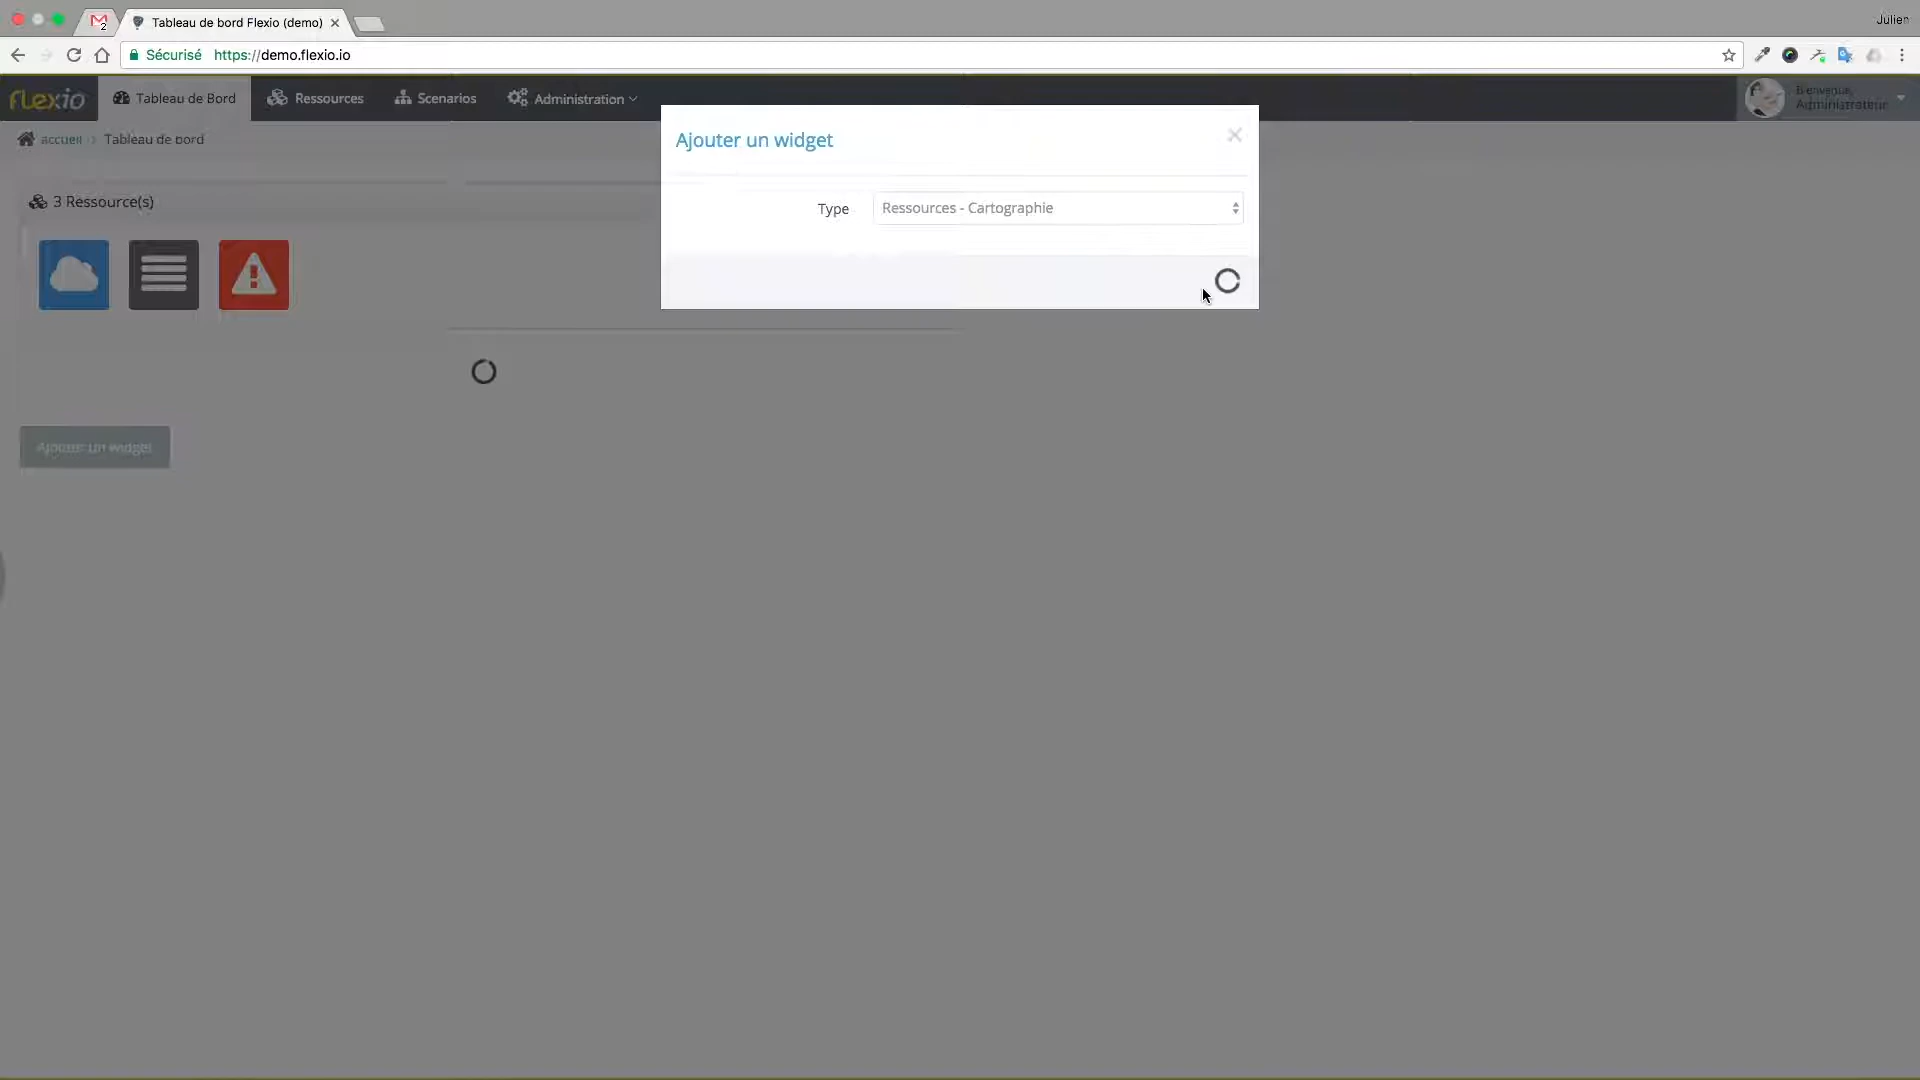 Julien
2
Tableau de bord Flexio (demo)
Sécurisé https://demo.flexio.io
flexio
Tableau de Bord
Ressources
Scenarios
Administration
Bienvenue,
Administrateur
accueil
Tableau de bord
3 Ressource(s)
Ajouter un widget
Type
Ressources - Cartographie
Ajouter un widget